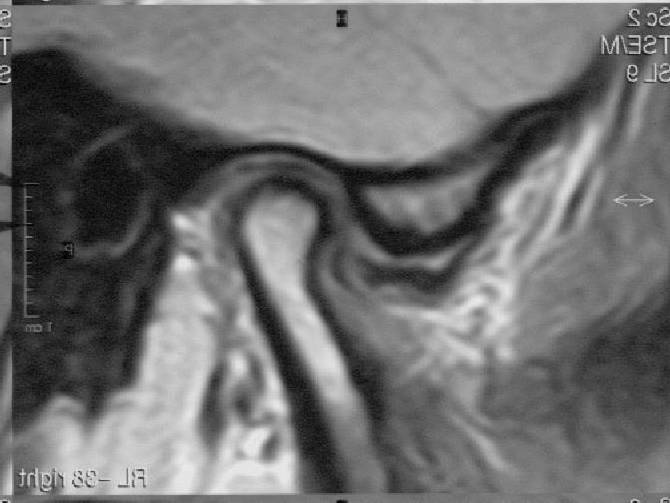 H
Sc 2
TSE/M
SL 9
P
1 cm
RL -38 right